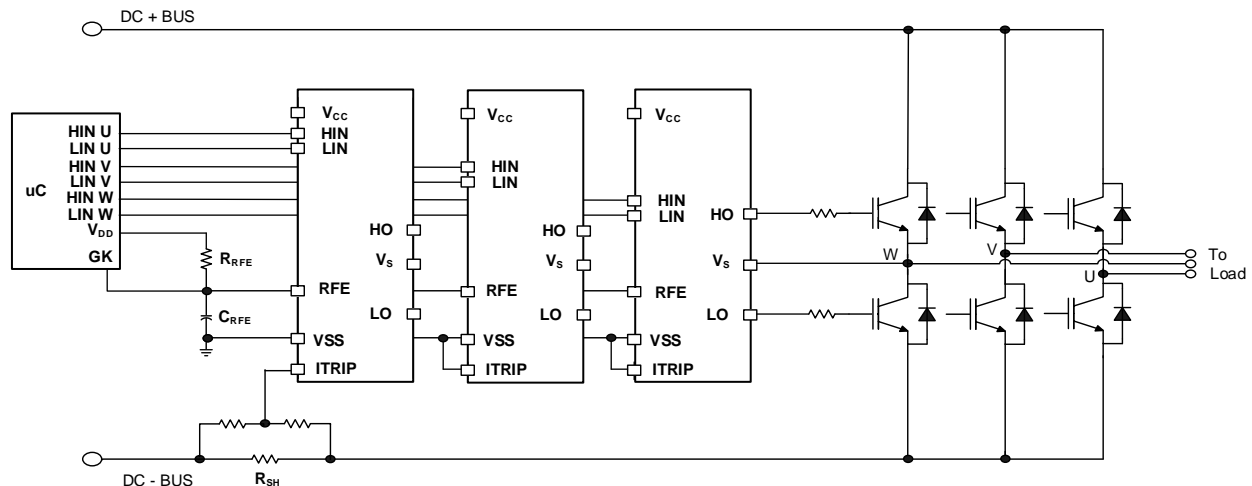 DC + BUS
uC
HIN U
LIN U
HIN V
LIN V
HIN W
LIN W
VDD
GK
RRFE
CRFE
VCC
HIN
LIN
HO
VS
RFE
LO
VSS
ITRIP
VCC
HIN
LIN
HO
VS
RFE
LO
VSS
ITRIP
VCC
HIN
LIN
HO
VS
RFE
LO
VSS
ITRIP
W
V
U
To
Load
DC - BUS
RSH